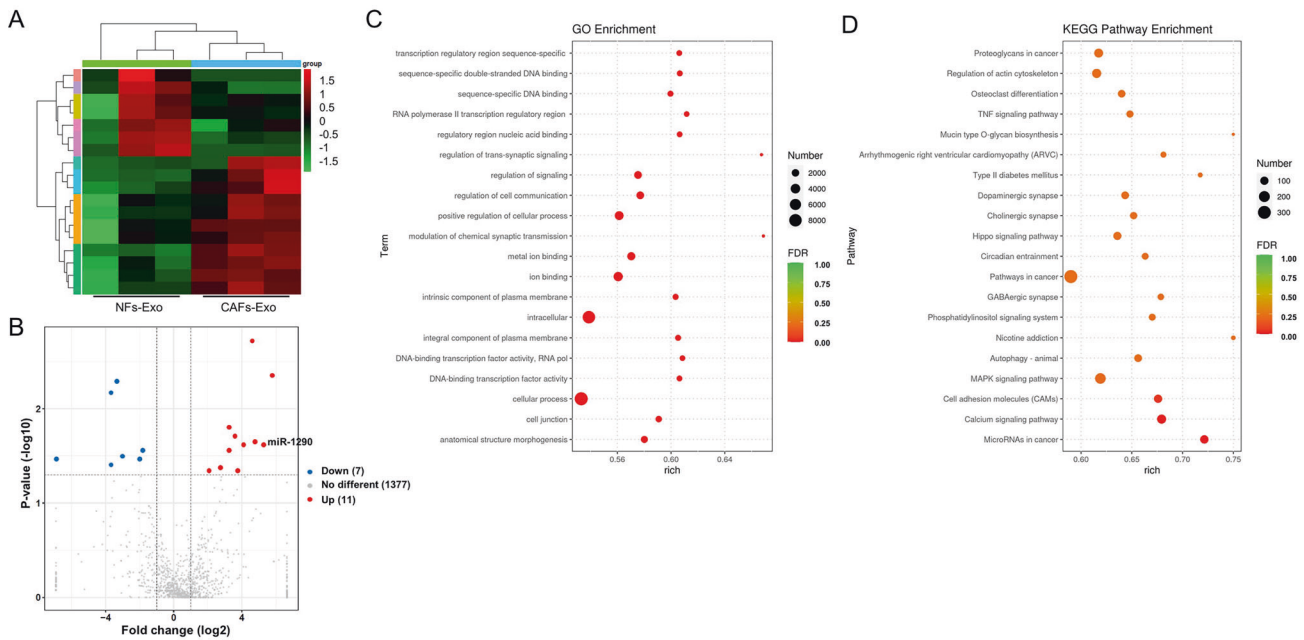 A
group
1.5
1
0.5
0
-0.5
-1
-1.5
NFs-Exo
CAFs-Exo
B
P-value (-log10)
2
1
0
miR-1290
Down (7)
No different (1377)
Up (11)
-4
0
4
Fold change (log2)
C
GO Enrichment
Term
transcription regulatory region sequence-specific
sequence-specific double-stranded DNA binding
sequence-specific DNA binding
RNA polymerase II transcription regulatory region
regulatory region nucleic acid binding
regulation of trans-synaptic signaling
regulation of signaling
regulation of cell communication
positive regulation of cellular process
modulation of chemical synaptic transmission
metal ion binding
ion binding
intrinsic component of plasma membrane
intracellular
integral component of plasma membrane
DNA-binding transcription factor activity, RNA pol
DNA-binding transcription factor activity
cellular process
cell junction
anatomical structure morphogenesis
0.56
0.60
0.64
rich
Number
2000
4000
6000
8000
FDR
1.00
0.75
0.50
0.25
0.00
D
KEGG Pathway Enrichment
Pathway
Proteoglycans in cancer
Regulation of actin cytoskeleton
Osteoclast differentiation
TNF signaling pathway
Mucin type O-glycan biosynthesis
Arrhythmogenic right ventricular cardiomyopathy (ARVC)
Type II diabetes mellitus
Dopaminergic synapse
Cholinergic synapse
Hippo signaling pathway
Circadian entrainment
Pathways in cancer
GABAergic synapse
Phosphatidylinositol signaling system
Nicotine addiction
Autophagy - animal
MAPK signaling pathway
Cell adhesion molecules (CAMs)
Calcium signaling pathway
MicroRNAs in cancer
0.60
0.65
0.70
0.75
rich
Number
100
200
300
FDR
1.00
0.75
0.50
0.25
0.00